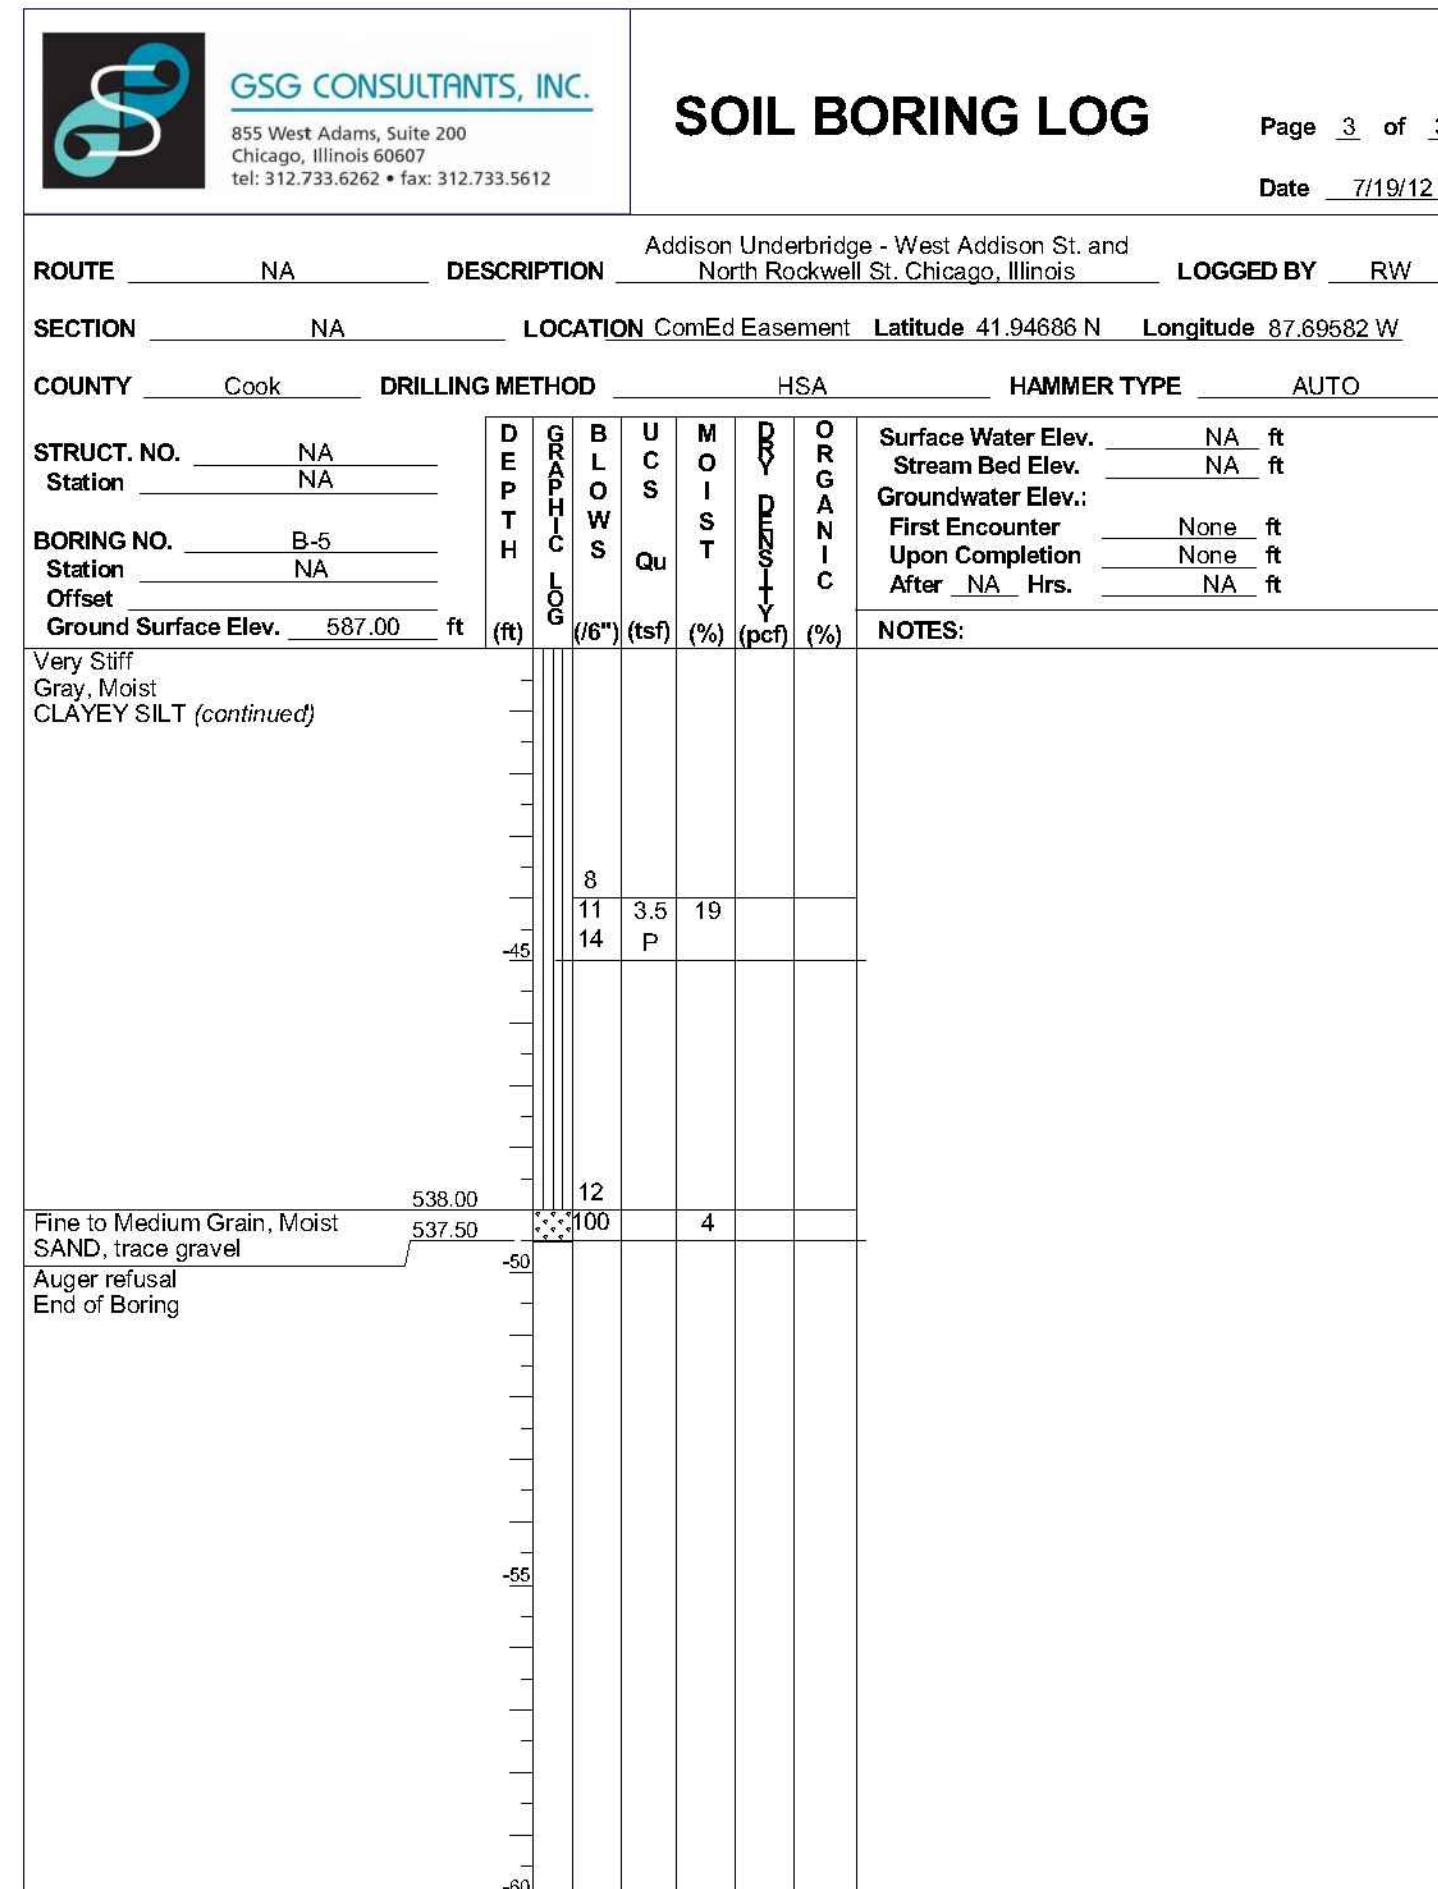 GSG CONSULTANTS, INC.
855 West Adams, Suite 200
Chicago, Illinois 60607
tel: 312.733.6262 • fax: 312.733.5612
SOIL BORING LOG
Page 3 of
Date 7/19/12
ROUTE NA DESCRIPTION Addison Underbridge - West Addison St. and
North Rockwell St. Chicago, Illinois LOGGED BY RW
SECTION NA LOCATION ComEd Easement Latitude 41.94686 N Longitude 87.69582 W
COUNTY Cook DRILLING METHOD HSA HAMMER TYPE AUTO
STRUCT. NO. NA
Station NA
BORING NO. B-5
Station NA
Offset
Ground Surface Elev. 587.00 ft
DEPTH (ft)
GRAPHIC LOG
BLOWS (/6")
UCS Qu (tsf)
MOIST (%)
DRY DENSITY (pcf)
ORGANIC (%)
Surface Water Elev. NA ft
Stream Bed Elev. NA ft
Groundwater Elev.:
First Encounter None ft
Upon Completion None ft
After NA Hrs. NA ft
NOTES:
Very Stiff
Gray, Moist
CLAYEY SILT (continued)
8
11 3.5 19
14 P
-45
538.00 12
Fine to Medium Grain, Moist 537.50 100 4
SAND, trace gravel
-50
Auger refusal
End of Boring
-55
-60